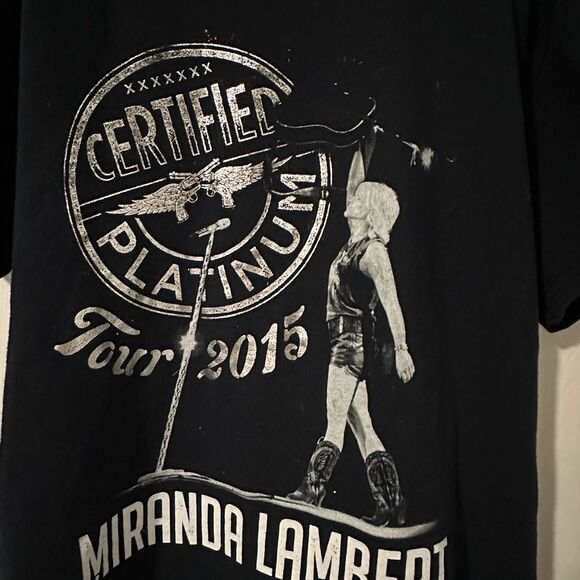 XXXXXXX
CERTIFIED
PLATINUM
Tour 2015
MIRANDA LAMBERT